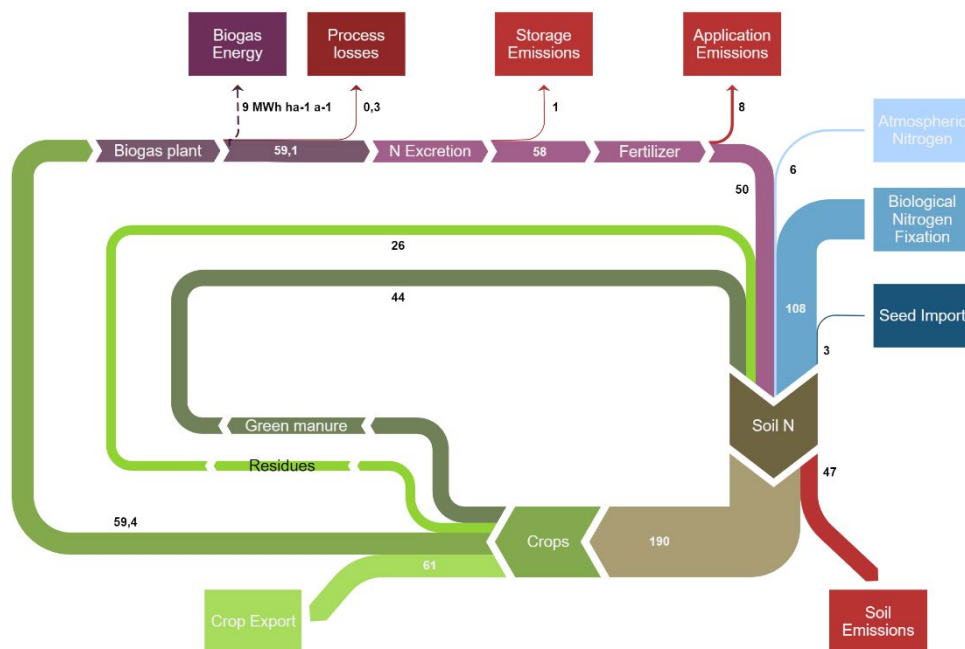 Biogas
Energy
Process
losses
Storage
Emissions
Application
Emissions
9 MWh ha-1 a-1
0,3
1
8
Atmospheric
Nitrogen
Biogas plant
59,1
N Excretion
58
Fertilizer
50
6
Biological
Nitrogen
Fixation
26
44
108
Seed Import
3
Green manure
Soil N
Residues
47
59,4
Crops
190
61
Crop Export
Soil
Emissions